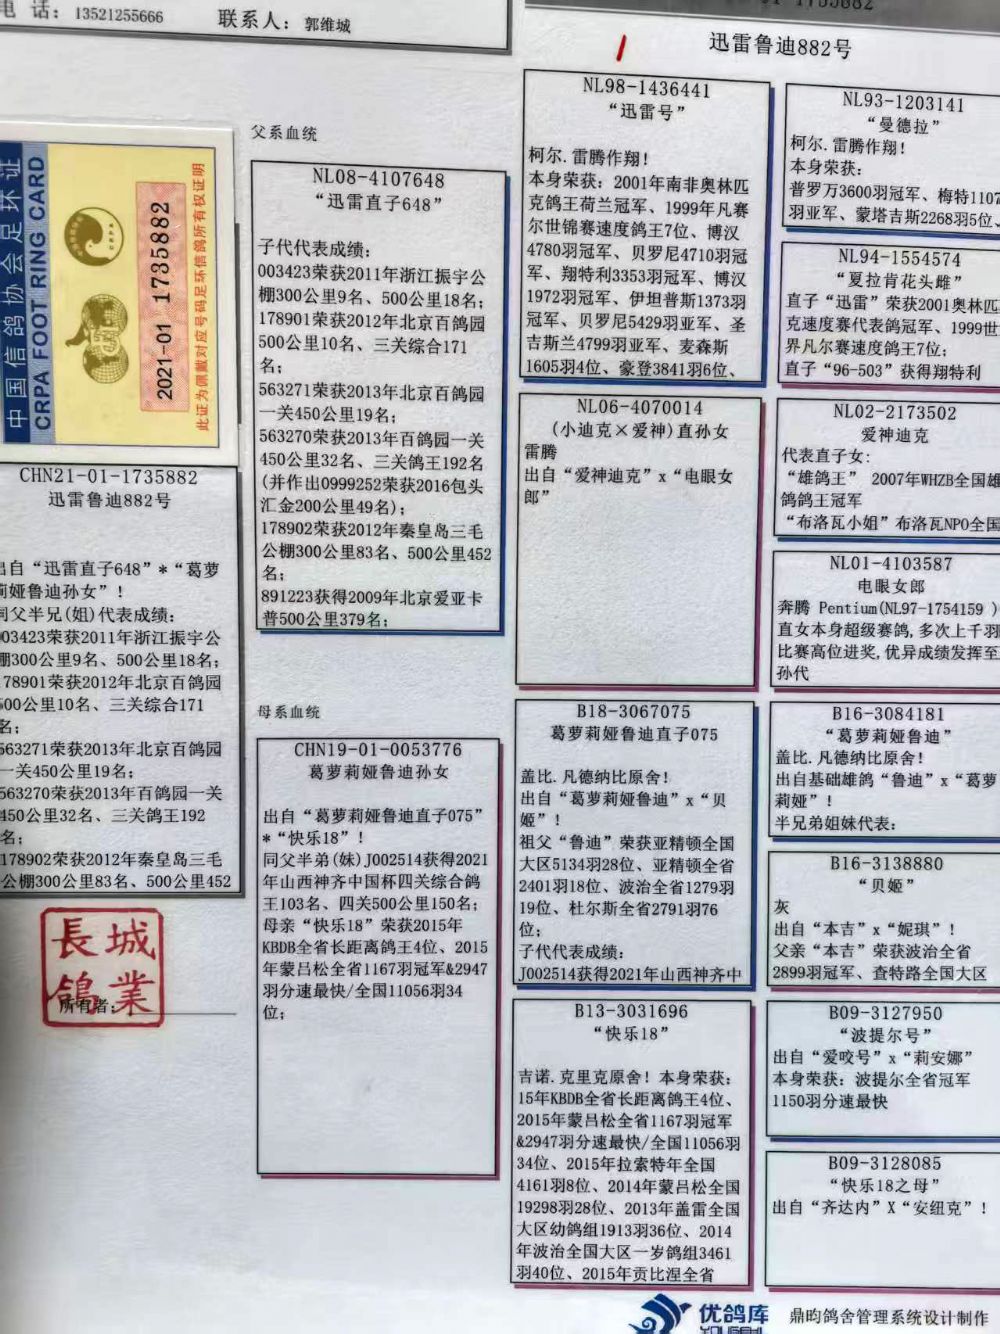 电 话: 13521255666
联系人: 郭维城
迅雷鲁迪882号
中国信鸽协会足环证
CRPA FOOT RING CARD
2021-01 1735882
此证为佩戴对应号码足环信鸽所有权证明
CHN21-01-1735882
迅雷鲁迪882号
出自“迅雷直子648”*“葛萝
莉娅鲁迪孙女”!
同父半兄(姐)代表成绩:
003423荣获2011年浙江振宇公
棚300公里9名、500公里18名;
178901荣获2012年北京百鸽园
500公里10名、三关综合171
名;
563271荣获2013年北京百鸽园
一关450公里19名;
563270荣获2013年百鸽园一关
450公里32名、三关鸽王192
名;
178902荣获2012年秦皇岛三毛
公棚300公里83名、500公里452
長城
鸽業
所有者:
父系血统
NL08-4107648
“迅雷直子648”
子代代表成绩:
003423荣获2011年浙江振宇公
棚300公里9名、500公里18名;
178901荣获2012年北京百鸽园
500公里10名、三关综合171
名;
563271荣获2013年北京百鸽园
一关450公里19名;
563270荣获2013年百鸽园一关
450公里32名、三关鸽王192名
(并作出0999252荣获2016包头
汇金200公里49名);
178902荣获2012年秦皇岛三毛
公棚300公里83名、500公里452
名;
891223获得2009年北京爱亚卡
普500公里379名;
母系血统
CHN19-01-0053776
葛萝莉娅鲁迪孙女
出自“葛萝莉娅鲁迪直子075”
*“快乐18”!
同父半弟(妹)J002514获得2021
年山西神齐中国杯四关综合鸽
王103名、四关500公里150名;
母亲“快乐18”荣获2015年
KBDB全省长距离鸽王4位、2015
年蒙吕松全省1167羽冠军&2947
羽分速最快/全国11056羽34
位;
NL98-1436441
“迅雷号”
柯尔.雷腾作翔!
本身荣获: 2001年南非奥林匹
克鸽王荷兰冠军、1999年凡赛
尔世锦赛速度鸽王7位、博汉
4780羽冠军、贝罗尼4710羽冠
军、翔特利3353羽冠军、博汉
1972羽冠军、伊坦普斯1373羽
冠军、贝罗尼5429羽亚军、圣
吉斯兰4799羽亚军、麦森斯
1605羽4位、豪登3841羽6位、
NL06-4070014
(小迪克×爱神)直孙女
雷腾
出自“爱神迪克”x“电眼女
郎”
B18-3067075
葛萝莉娅鲁迪直子075
盖比.凡德纳比原舍!
出自“葛萝莉娅鲁迪”x“贝
姬”!
祖父“鲁迪”荣获亚精顿全国
大区5134羽28位、亚精顿全省
2401羽18位、波治全省1279羽
19位、杜尔斯全省2791羽76
位;
子代代表成绩:
J002514获得2021年山西神齐中
B13-3031696
“快乐18”
吉诺.克里克原舍! 本身荣获:
15年KBDB全省长距离鸽王4位、
2015年蒙吕松全省1167羽冠军
&2947羽分速最快/全国11056羽
34位、2015年拉索特年全国
4161羽8位、2014年蒙吕松全国
19298羽28位、2013年盖雷全国
大区幼鸽组1913羽36位、2014
年波治全国大区一岁鸽组3461
羽40位、2015年贡比涅全省
NL93-1203141
“曼德拉”
柯尔.雷腾作翔!
本身荣获:
普罗万3600羽冠军、梅特1107
羽亚军、蒙塔吉斯2268羽5位、
NL94-1554574
“夏拉肯花头雌”
直子“迅雷”荣获2001奥林匹
克速度赛代表鸽冠军、1999世
界凡尔赛速度鸽王7位;
直子“96-503”获得翔特利
NL02-2173502
爱神迪克
代表直子女:
“雄鸽王” 2007年WHZB全国雄
鸽鸽王冠军
“布洛瓦小姐”布洛瓦NPO全国
NL01-4103587
电眼女郎
奔腾 Pentium(NL97-1754159 )
直女本身超级赛鸽,多次上千羽
比赛高位进奖,优异成绩发挥至
孙代
B16-3084181
“葛萝莉娅鲁迪”
盖比.凡德纳比原舍!
出自基础雄鸽“鲁迪”x“葛萝
莉娅”!
半兄弟姐妹代表:
B16-3138880
“贝姬”
灰
出自“本吉”x“妮琪”!
父亲“本吉”荣获波治全省
2899羽冠军、查特路全国大区
B09-3127950
“波提尔号”
出自“爱咬号”x“莉安娜”
本身荣获: 波提尔全省冠军
1150羽分速最快
B09-3128085
“快乐18之母”
出自“齐达内”X“安纽克”!
优鸽库
鼎昀鸽舍管理系统设计制作